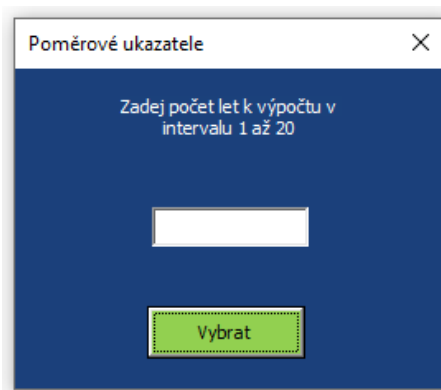 Poměrové ukazatele
Zadej počet let k výpočtu v
intervalu 1 až 20
Vybrat